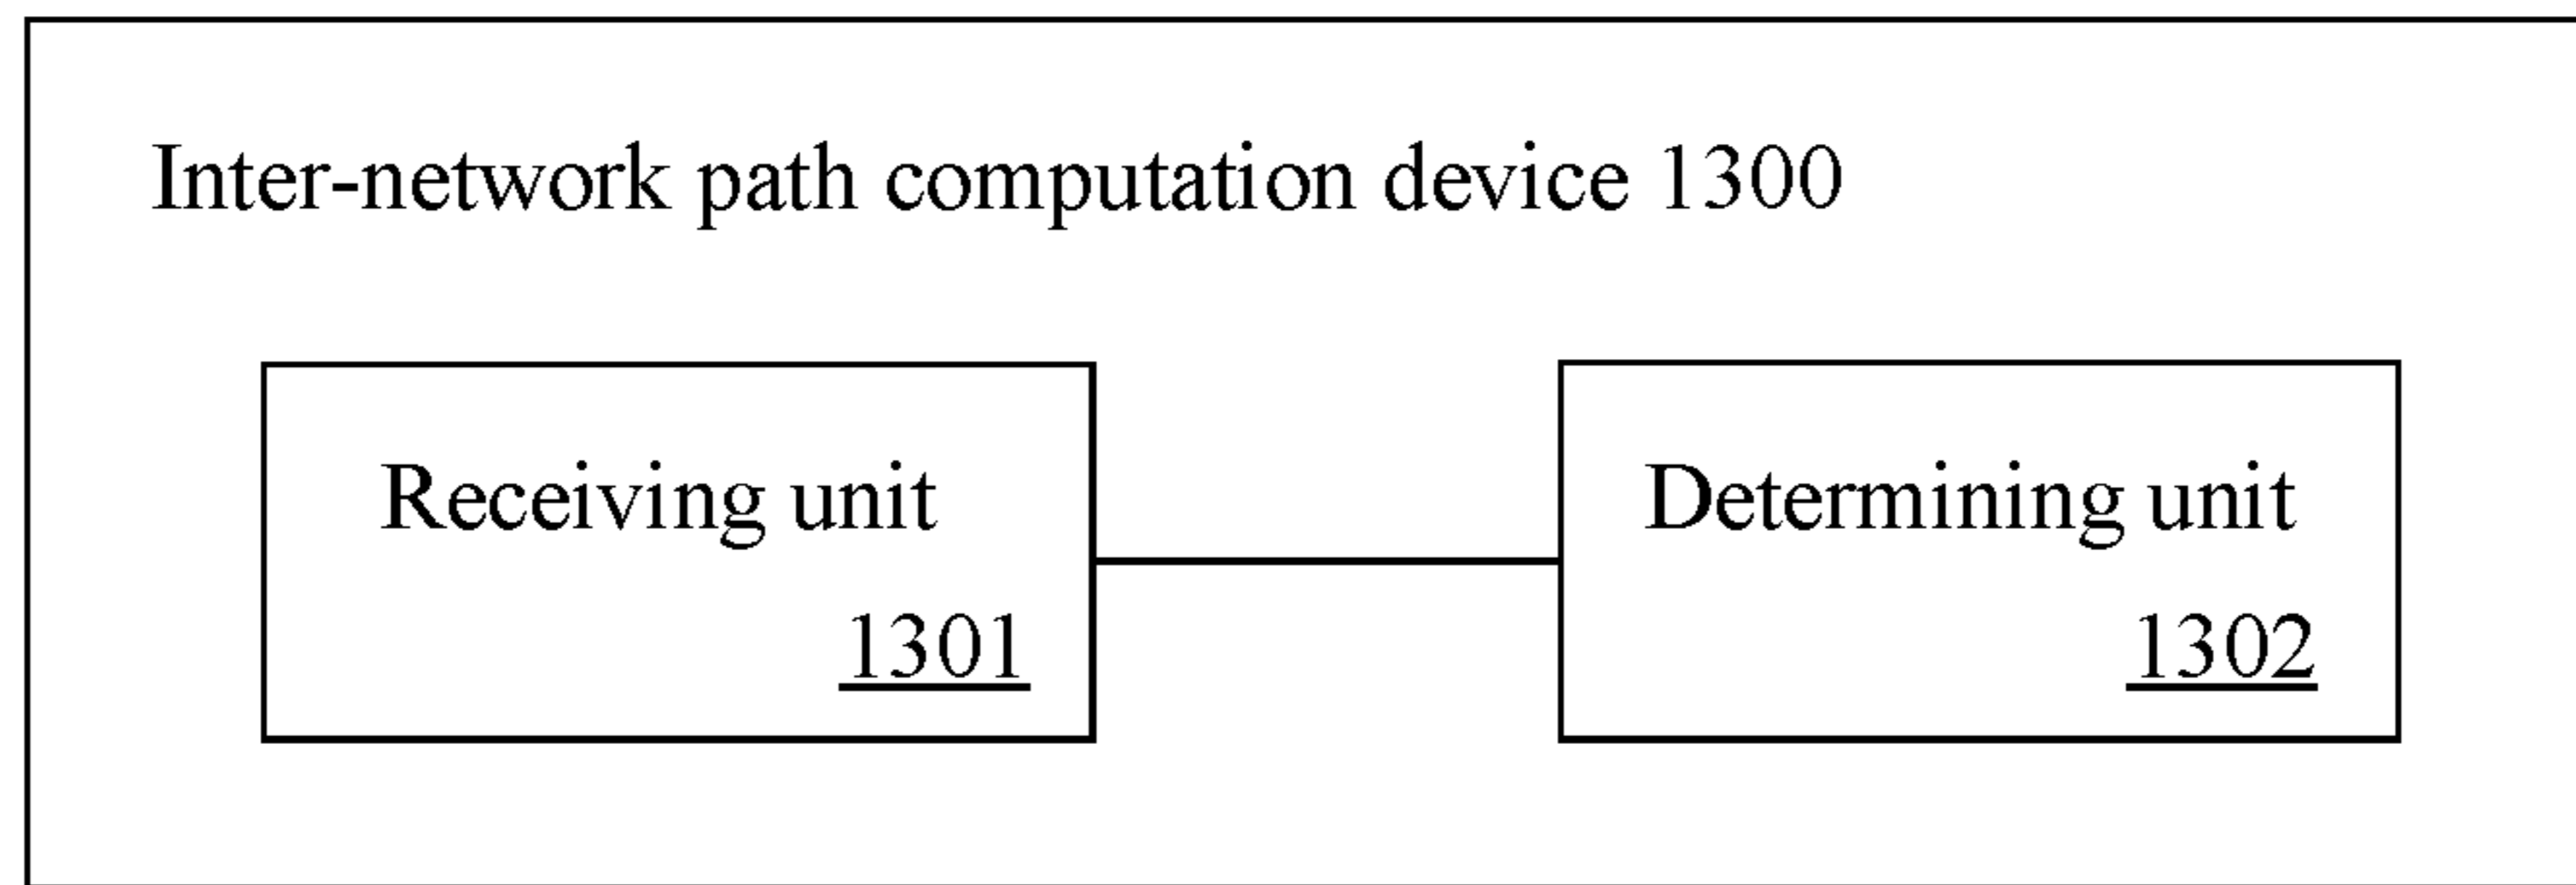 Inter-network path computation device 1300
Receiving unit
1301
Determining unit
1302